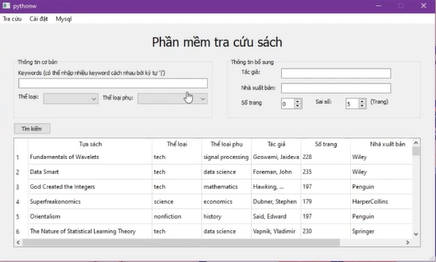 pythonw
Tra cứu Cài đặt Mysql
Phần mềm tra cứu sách
Thông tin cơ bản
Keywords (có thể nhập nhiều keyword cách nhau bởi ký tự '|')
Thể loại: Thể loại phụ:
Thông tin bổ sung
Tác giả:
Nhà xuất bản:
Số trang 0 Sai số: 5 (Trang)
Tìm kiếm
Tựa sách Thể loại Thể loại phụ Tác giả Số trang Nhà xuất bản
1 Fundamentals of Wavelets tech signal processing Goswami, Jaideva 228 Wiley
2 Data Smart tech data science Foreman, John 235 Wiley
3 God Created the Integers tech mathematics Hawking, ... 197 Penguin
4 Superfreakonomics science economics Dubner, Stephen 179 HarperCollins
5 Orientalism nonfiction history Said, Edward 197 Penguin
6 The Nature of Statistical Learning Theory tech data science Vapnik, Vladimir 230 Springer